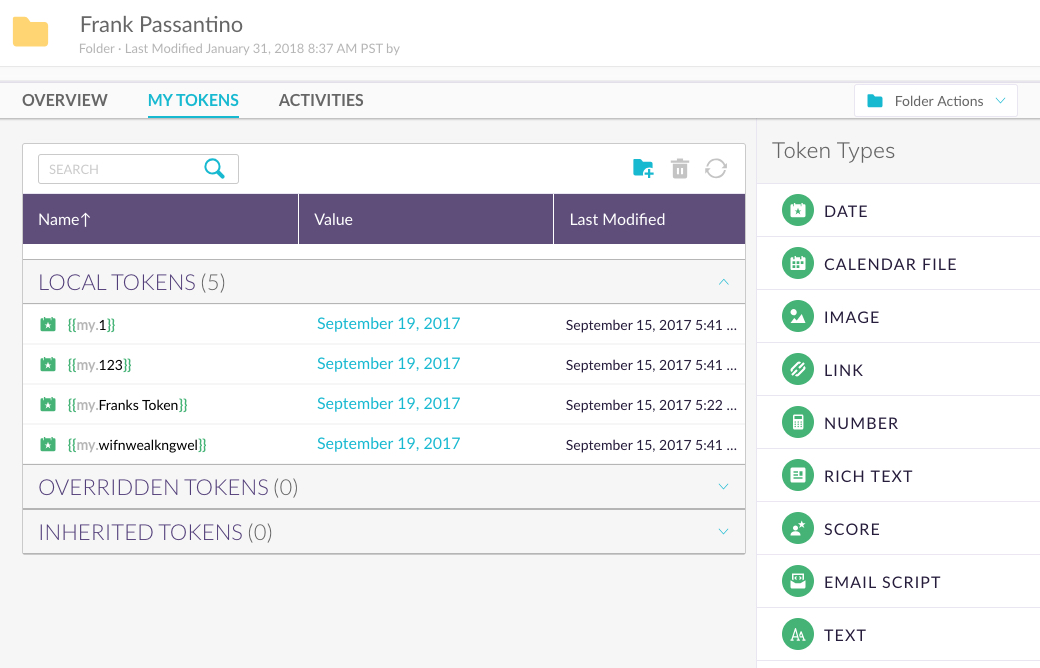 Frank Passantino
Folder · Last Modified January 31, 2018 8:37 AM PST by
OVERVIEW MY TOKENS ACTIVITIES Folder Actions
SEARCH
Name↑ Value Last Modified
LOCAL TOKENS (5)
{{my.1}} September 19, 2017 September 15, 2017 5:41 ...
{{my.123}} September 19, 2017 September 15, 2017 5:41 ...
{{my.Franks Token}} September 19, 2017 September 15, 2017 5:22 ...
{{my.wifnwealkngwel}} September 19, 2017 September 15, 2017 5:41 ...
OVERRIDDEN TOKENS (0)
INHERITED TOKENS (0)
Token Types
DATE
CALENDAR FILE
IMAGE
LINK
NUMBER
RICH TEXT
SCORE
EMAIL SCRIPT
TEXT